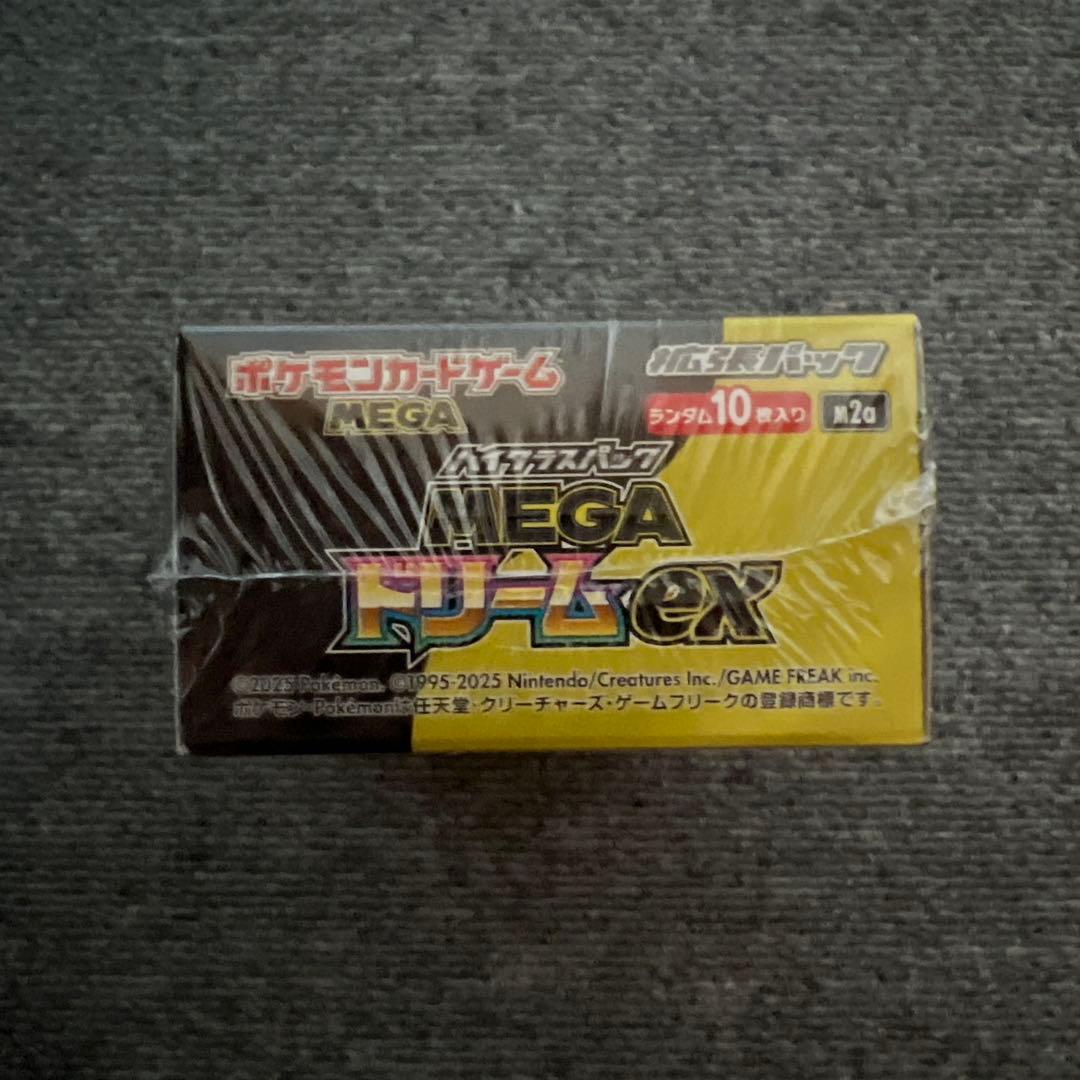 ポケモンカードゲーム
MEGA
拡張パック
ランダム10枚入り
M2a
ハイクラスパック
MEGA
ドリームex
©2025 Pokémon. ©1995-2025 Nintendo/Creatures Inc./GAME FREAK inc.
ポケモン・Pokémonは任天堂・クリーチャーズ・ゲームフリークの登録商標です。